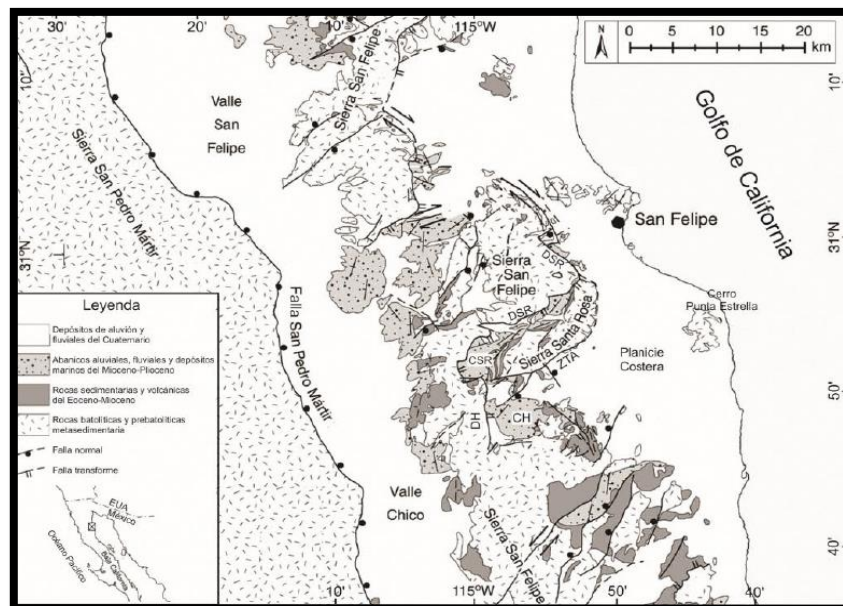 30'
20'
115°W
N
0 5 10 15 20
km
10'
10'
Valle
San
Felipe
Sierra San Felipe
Sierra San Pedro Mártir
Golfo de California
San Felipe
31°N
31°N
DSR
Sierra
San
Felipe
Cerro
Punta Estrella
Falla San Pedro Mártir
DSR
Sierra Santa Rosa
CSR
ZTA
Planicie
Costera
Leyenda
Depósitos de aluvión y
fluviales del Cuaternario
Abanicos aluviales, fluviales y depósitos
marinos del Mioceno-Plioceno
Rocas sedimentarias y volcánicas
del Eoceno-Mioceno
Rocas batolíticas y prebatolíticas
metasedimentaria
Falla normal
Falla transforme
50'
DH
CH
Valle
Chico
Sierra San Felipe
EUA
México
Océano Pacífico
Baja California
40'
10'
115°W
50'
40'